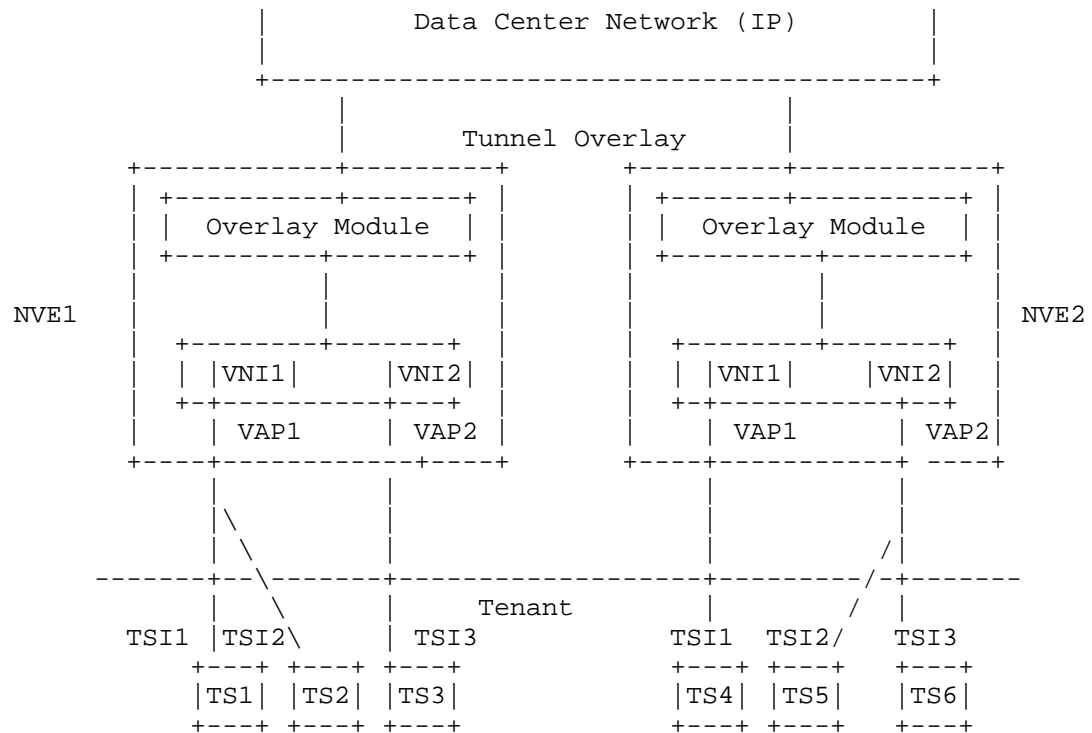 Data Center Network (IP)
Tunnel Overlay
Overlay Module Overlay Module
NVE1 NVE2
VNI1 VNI2 VNI1 VNI2
VAP1 VAP2 VAP1 VAP2
Tenant
TSI1 TSI2 TSI3 TSI1 TSI2 TSI3
TS1 TS2 TS3 TS4 TS5 TS6